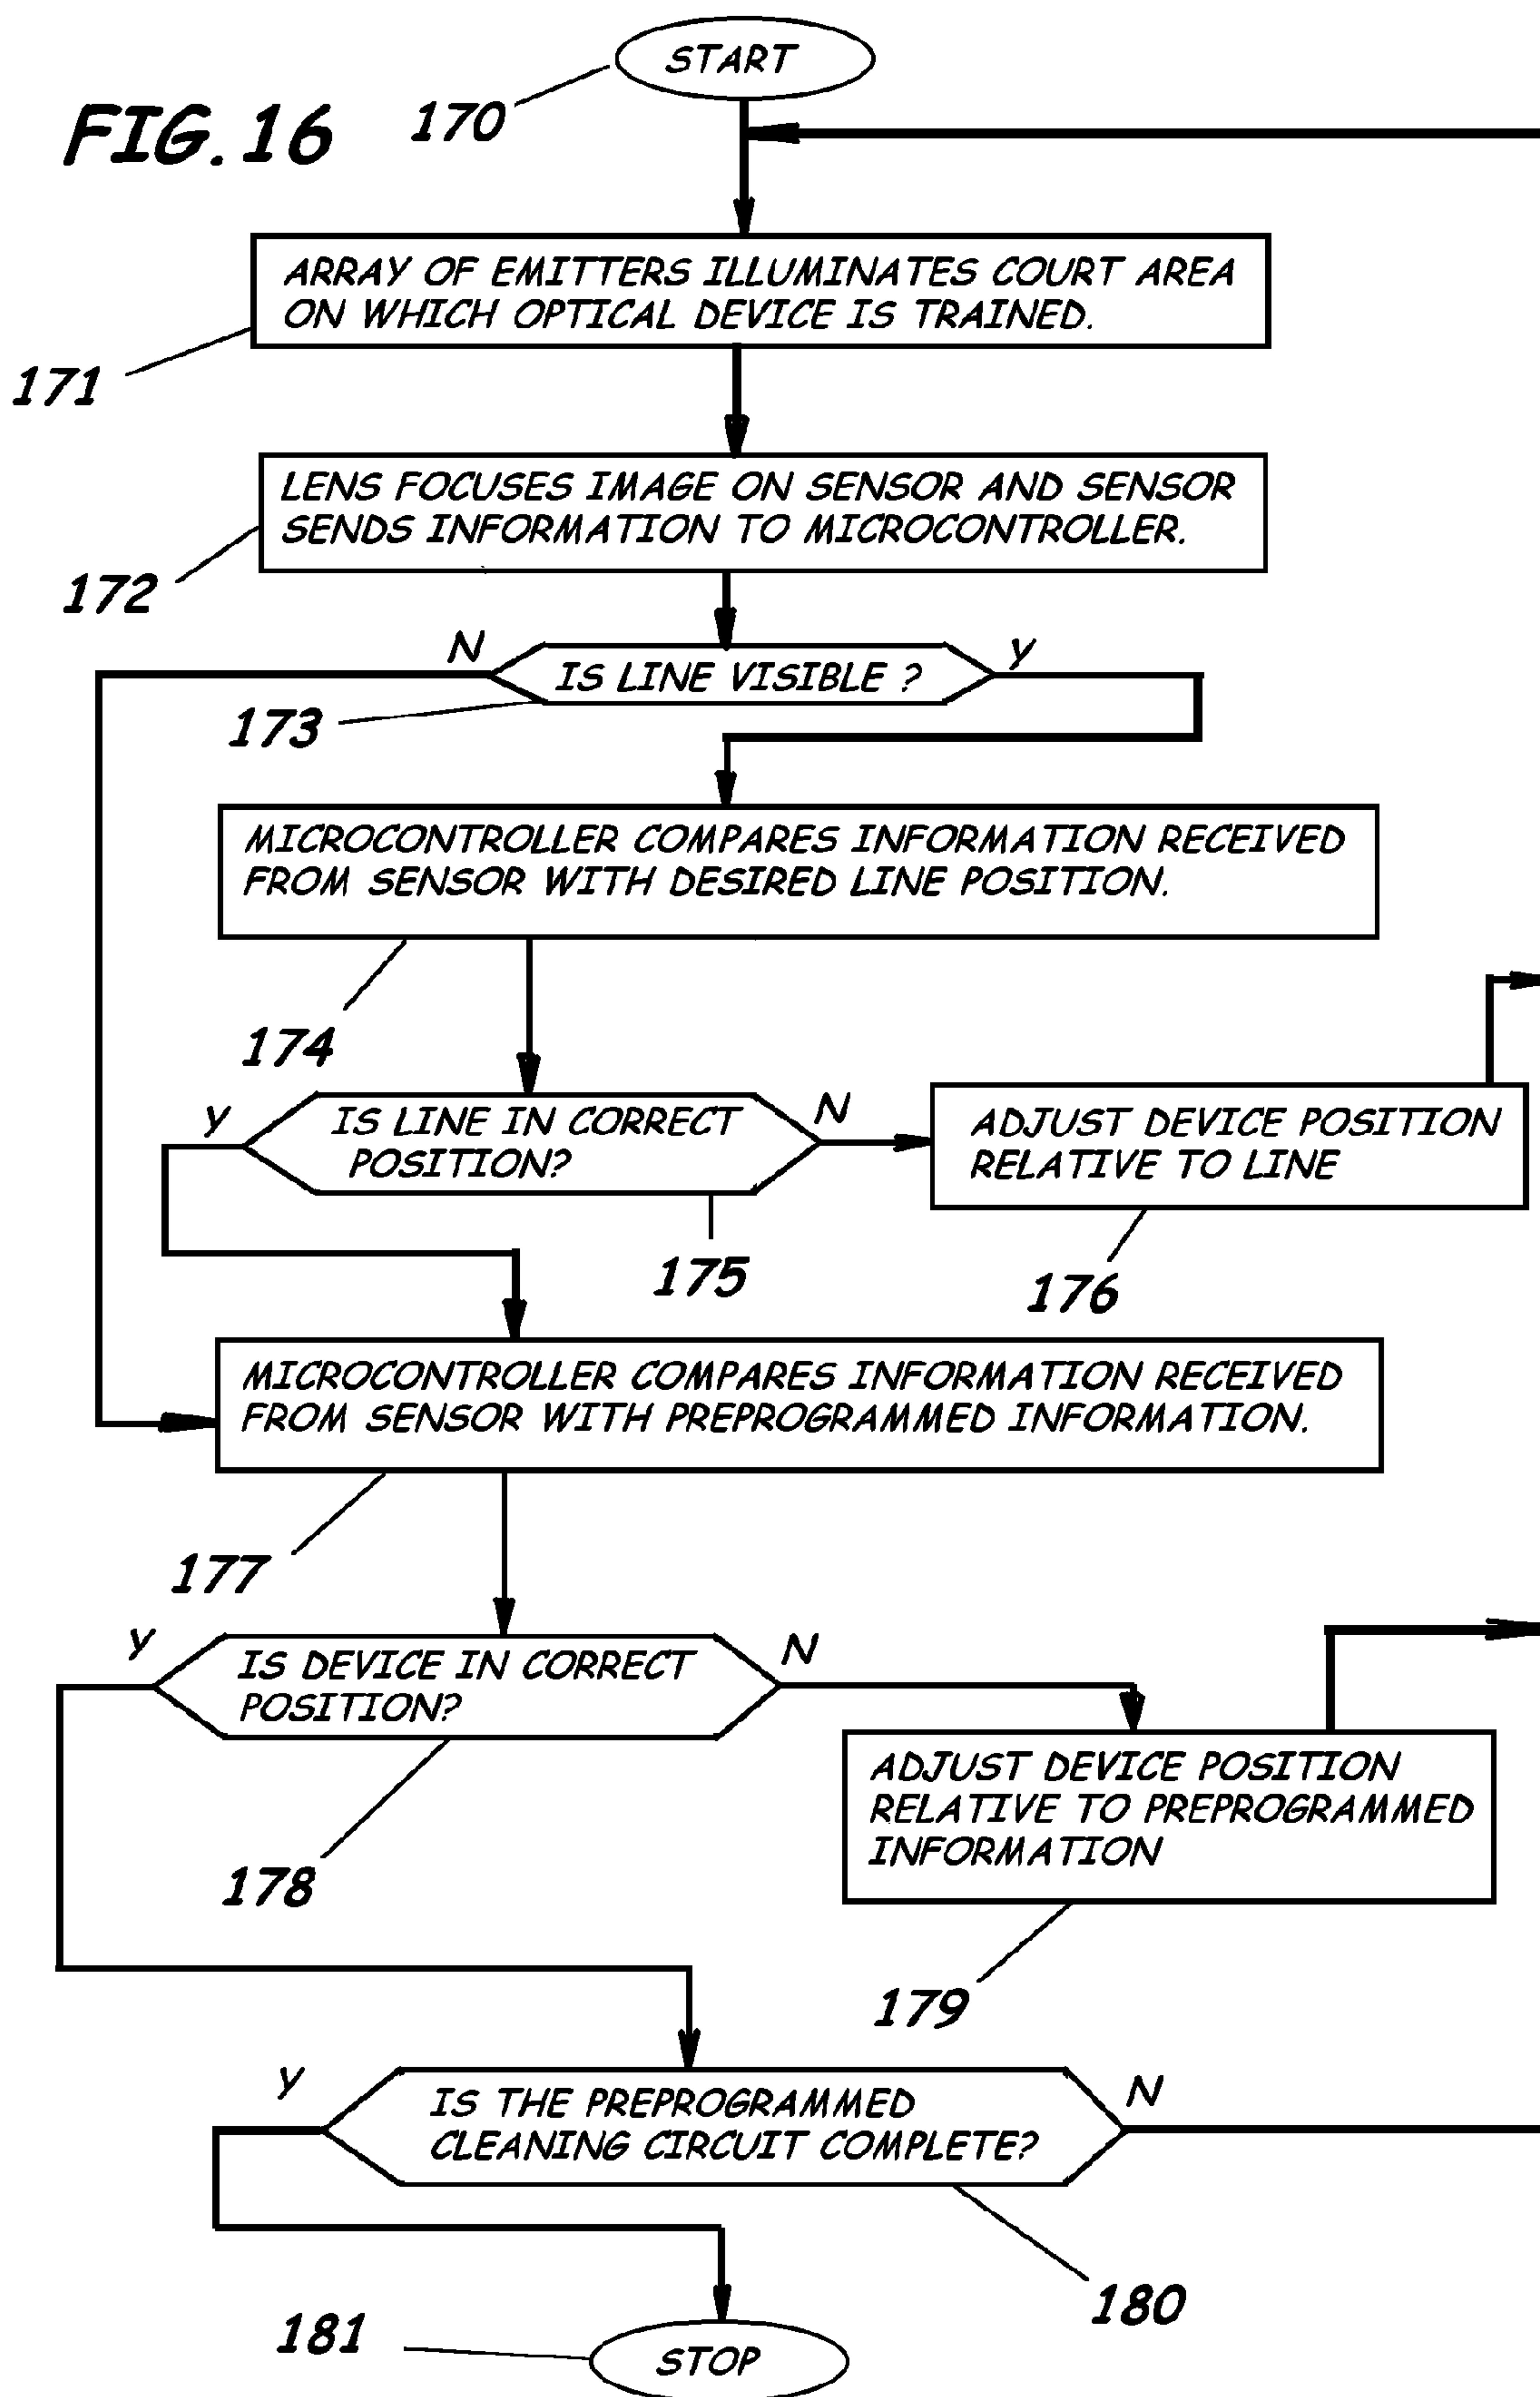 START
FIG. 16
170
ARRAY OF EMITTERS ILLUMINATES COURT AREA
ON WHICH OPTICAL DEVICE IS TRAINED.
171
LENS FOCUSES IMAGE ON SENSOR AND SENSOR
SENDS INFORMATION TO MICROCONTROLLER.
172
N
Y
IS LINE VISIBLE ?
173
MICROCONTROLLER COMPARES INFORMATION RECEIVED
FROM SENSOR WITH DESIRED LINE POSITION.
174
Y
IS LINE IN CORRECT
POSITION?
N
ADJUST DEVICE POSITION
RELATIVE TO LINE
175
176
MICROCONTROLLER COMPARES INFORMATION RECEIVED
FROM SENSOR WITH PREPROGRAMMED INFORMATION.
177
Y
IS DEVICE IN CORRECT
POSITION?
N
ADJUST DEVICE POSITION
RELATIVE TO PREPROGRAMMED
INFORMATION
178
179
Y
IS THE PREPROGRAMMED
CLEANING CIRCUIT COMPLETE?
N
180
181
STOP